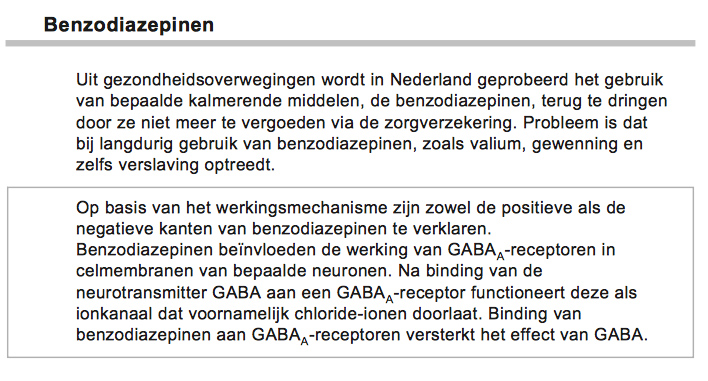 Benzodiazepinen
Uit gezondheidsoverwegingen wordt in Nederland geprobeerd het gebruik
van bepaalde kalmerende middelen, de benzodiazepinen, terug te dringen
door ze niet meer te vergoeden via de zorgverzekering. Probleem is dat
bij langdurig gebruik van benzodiazepinen, zoals valium, gewenning en
zelfs verslaving optreedt.
Op basis van het werkingsmechanisme zijn zowel de positieve als de
negatieve kanten van benzodiazepinen te verklaren.
Benzodiazepinen beïnvloeden de werking van GABAA-receptoren in
celmembranen van bepaalde neuronen. Na binding van de
neurotransmitter GABA aan een GABAA-receptor functioneert deze als
ionkanaal dat voornamelijk chloride-ionen doorlaat. Binding van
benzodiazepinen aan GABAA-receptoren versterkt het effect van GABA.